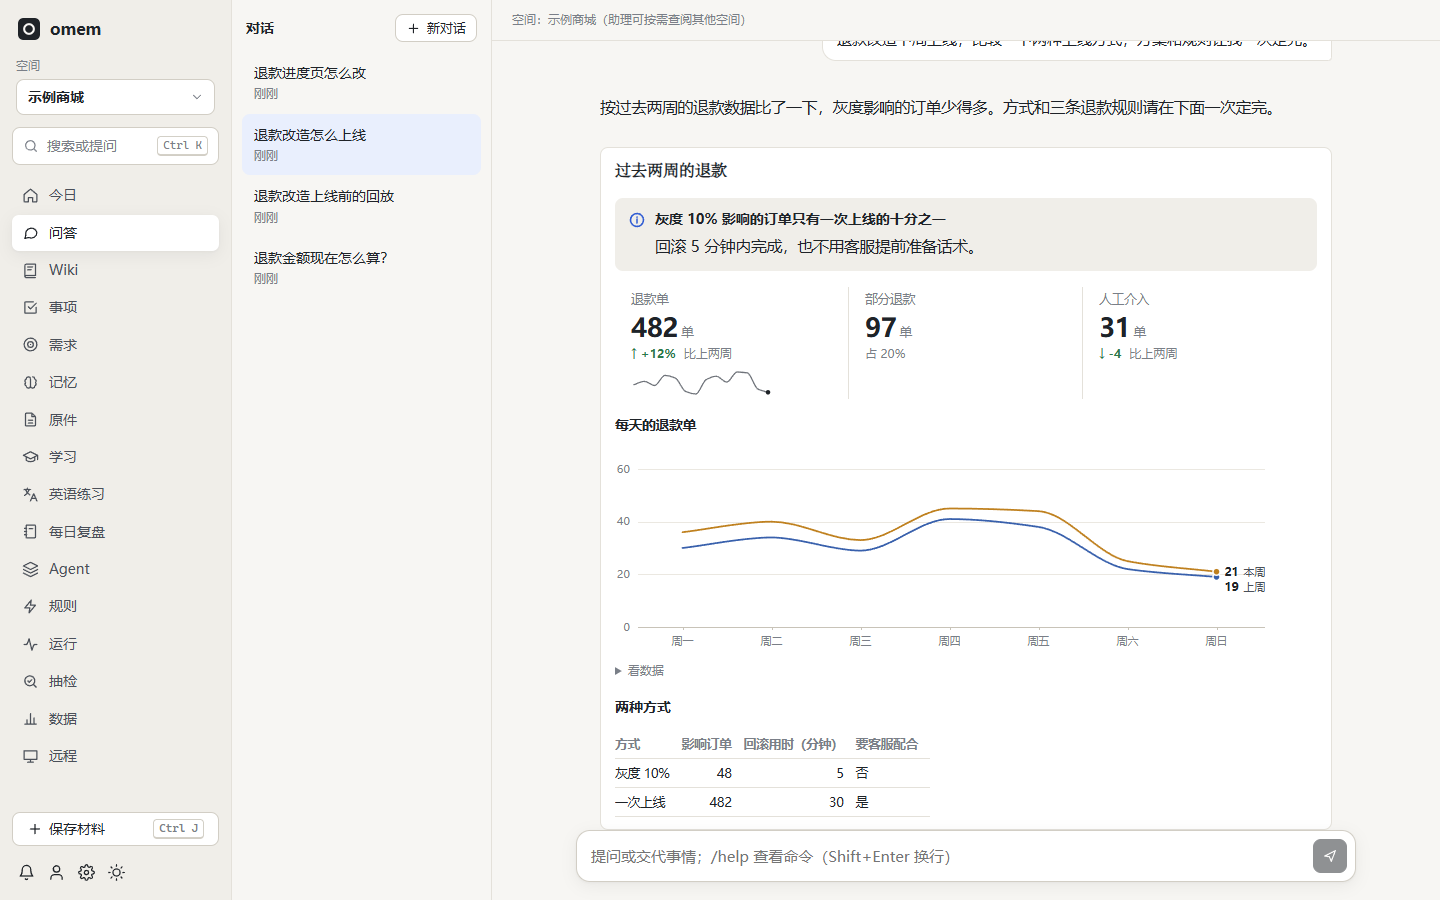 omem
空间
示例商城
搜索或提问 Ctrl K
今日
问答
Wiki
事项
需求
记忆
原件
学习
英语练习
每日复盘
Agent
规则
运行
抽检
数据
远程
保存材料 Ctrl J
对话
新对话
退款进度页怎么改
刚刚
退款改造怎么上线
刚刚
退款改造上线前的回放
刚刚
退款金额现在怎么算?
刚刚
空间：示例商城（助理可按需查阅其他空间）
按过去两周的退款数据比了一下，灰度影响的订单少得多。方式和三条退款规则请在下面一次定完。
过去两周的退款
灰度 10% 影响的订单只有一次上线的十分之一
回滚 5 分钟内完成，也不用客服提前准备话术。
退款单 部分退款 人工介入
482 单 97 单 31 单
↑ +12% 比上两周 占 20% ↓ -4 比上两周
每天的退款单
60
40
20
0
21 本周
19 上周
周一 周二 周三 周四 周五 周六 周日
看数据
两种方式
方式 影响订单 回滚用时（分钟） 要客服配合
灰度 10% 48 5 否
一次上线 482 30 是
提问或交代事情；/help 查看命令（Shift+Enter 换行）